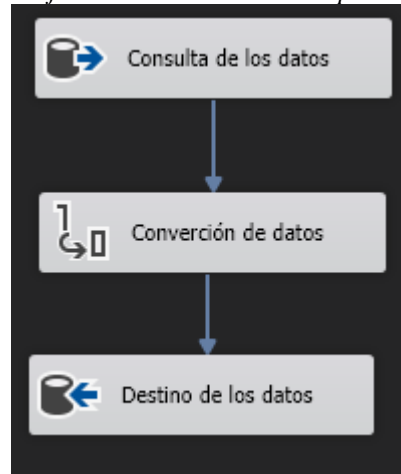 Consulta de los datos
Converción de datos
Destino de los datos